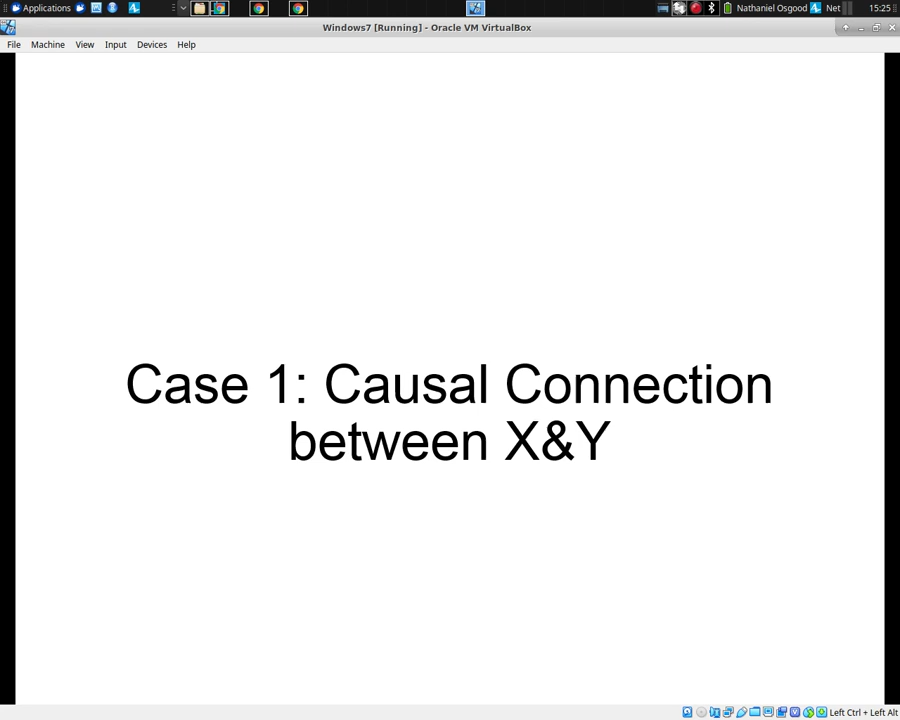 Applications
Nathaniel Osgood
Net
15:25
Windows7 [Running] - Oracle VM VirtualBox
File Machine View Input Devices Help
Case 1: Causal Connection
between X&Y
Left Ctrl + Left Alt